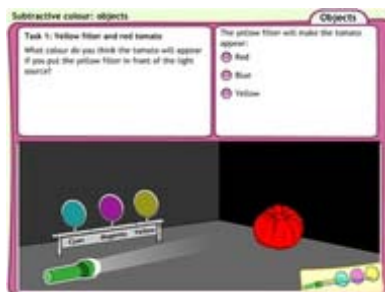 Subtractive colour: objects
Objects
Task 1: Yellow filter and red tomato
What colour do you think the tomato will appear
if you put the yellow filter in front of the light
source?
The yellow filter will make the tomato
appear:
Red
Blue
Yellow
Cyan
Magenta
Yellow